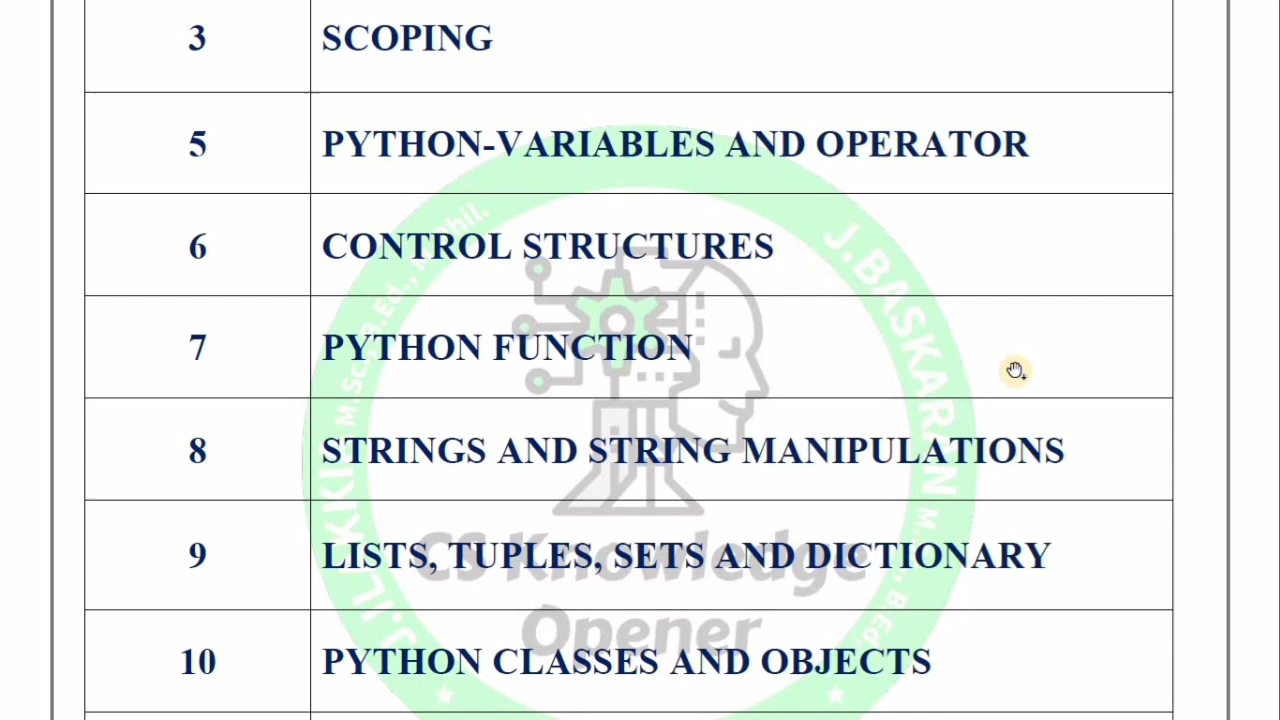 3 SCOPING
5 PYTHON-VARIABLES AND OPERATOR
6 CONTROL STRUCTURES
7 PYTHON FUNCTION
8 STRINGS AND STRING MANIPULATIONS
9 LISTS, TUPLES, SETS AND DICTIONARY
10 PYTHON CLASSES AND OBJECTS
CS Knowledge
Opener
J.BASKARAN